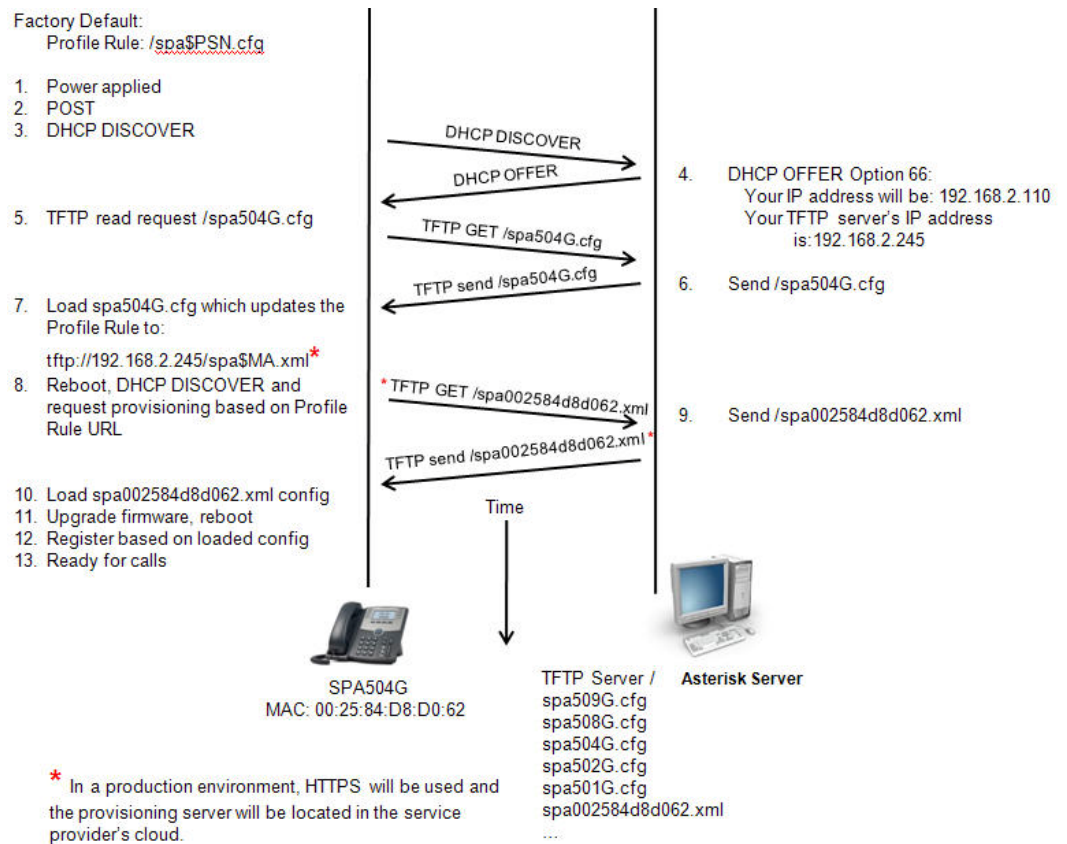 Factory Default:
Profile Rule: /spa$PSN.cfg
1. Power applied
2. POST
3. DHCP DISCOVER
DHCP DISCOVER
DHCP OFFER
4. DHCP OFFER Option 66:
Your IP address will be: 192.168.2.110
Your TFTP server's IP address
is:192.168.2.245
5. TFTP read request /spa504G.cfg
TFTP GET /spa504G.cfg
TFTP send /spa504G.cfg
6. Send /spa504G.cfg
7. Load spa504G.cfg which updates the
Profile Rule to:
tftp://192.168.2.245/spa$MA.xml*
8. Reboot, DHCP DISCOVER and
request provisioning based on Profile
Rule URL
* TFTP GET /spa002584d8d062.xml
9. Send /spa002584d8d062.xml
TFTP send /spa002584d8d062.xml *
10. Load spa002584d8d062.xml config
11. Upgrade firmware, reboot
12. Register based on loaded config
13. Ready for calls
Time
SPA504G
MAC: 00:25:84:D8:D0:62
TFTP Server / Asterisk Server
spa509G.cfg
spa508G.cfg
spa504G.cfg
spa502G.cfg
spa501G.cfg
spa002584d8d062.xml
...
* In a production environment, HTTPS will be used and
the provisioning server will be located in the service
provider's cloud.